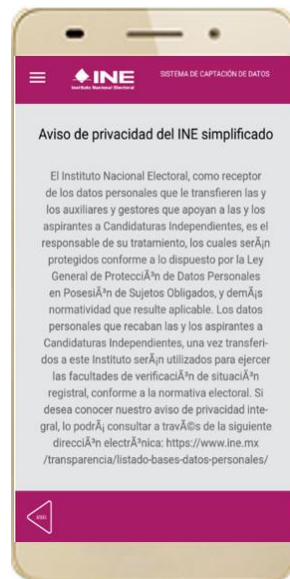 INE
Instituto Nacional Electoral
SISTEMA DE CAPTACIÓN DE DATOS
Aviso de privacidad del INE simplificado
El Instituto Nacional Electoral, como receptor
de los datos personales que le transfieren las y
los auxiliares y gestores que apoyan a las y los
aspirantes a Candidaturas Independientes, es el
responsable de su tratamiento, los cuales serÃ¡n
protegidos conforme a lo dispuesto por la Ley
General de ProtecciÃ³n de Datos Personales
en PosesiÃ³n de Sujetos Obligados, y demÃ¡s
normatividad que resulte aplicable. Los datos
personales que recaban las y los aspirantes a
Candidaturas Independientes, una vez transferi-
dos a este Instituto serÃ¡n utilizados para ejercer
las facultades de verificaciÃ³n de situaciÃ³n
registral, conforme a la normativa electoral. Si
desea conocer nuestro aviso de privacidad inte-
gral, lo podrÃ¡ consultar a travÃ©s de la siguiente
direcciÃ³n electrÃ³nica: https://www.ine.mx
/transparencia/listado-bases-datos-personales/